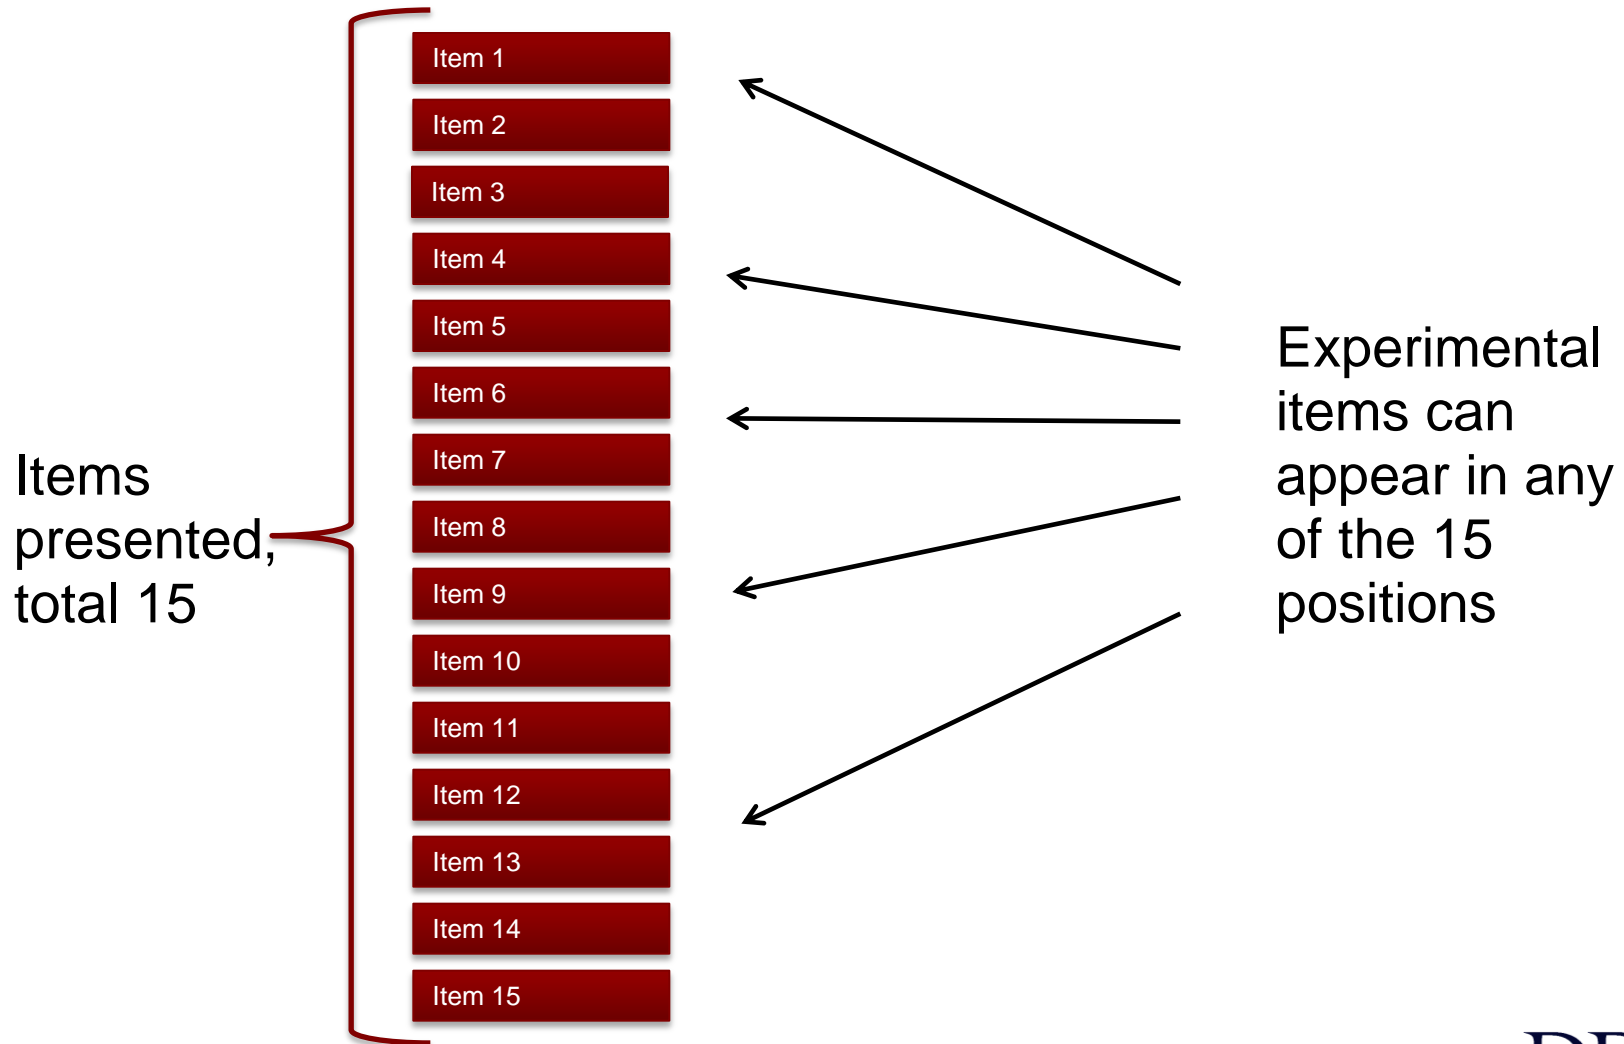 Item 1
Item 2
Item 3
Item 4
Item 5
Item 6
Item 7
Item 8
Item 9
Item 10
Item 11
Item 12
Item 13
Item 14
Item 15
Items
presented,
total 15
Experimental
items can
appear in any
of the 15
positions